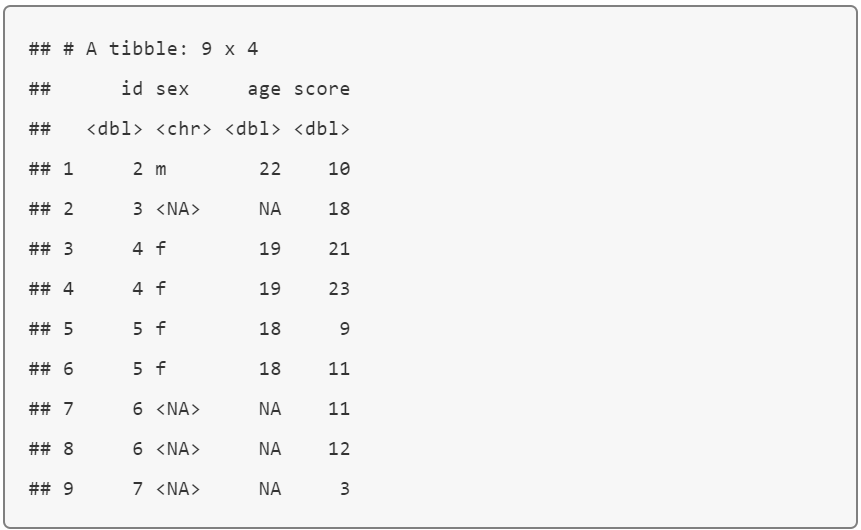 ## # A tibble: 9 x 4
##      id sex     age score
##   <dbl> <chr> <dbl> <dbl>
## 1     2 m        22    10
## 2     3 <NA>     NA    18
## 3     4 f        19    21
## 4     4 f        19    23
## 5     5 f        18     9
## 6     5 f        18    11
## 7     6 <NA>     NA    11
## 8     6 <NA>     NA    12
## 9     7 <NA>     NA     3